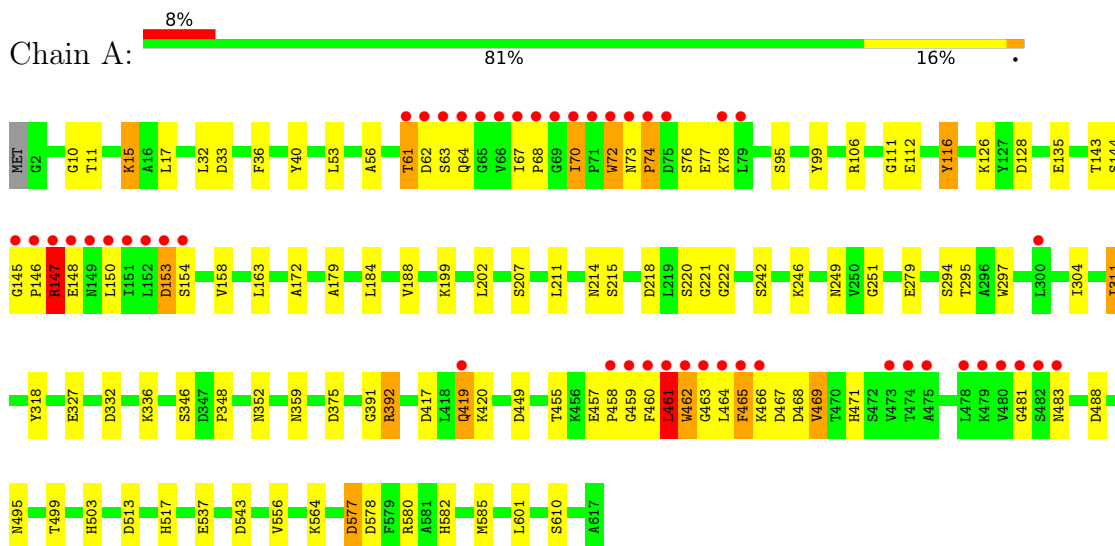 8%
Chain A:
81% 16% •
MET G2 G10 T11 K15 A16 L17 L32 D33 F36 Y40 L53 A56 T61 D62 S63 Q64 G65 V66 I67 P68 G69 I70 P71 W72 N73 P74 D75 S76 E77 K78 L79 S95 Y99 R106 G111 E112 Y116 K126 Y127 D128 E135 T143 S144
G145 P146 R147 E148 N149 L150 I151 L152 D153 S154 V158 L163 A172 A179 L184 V188 K199 L202 S207 L211 N214 S215 D218 L219 S220 G221 G222 S242 K246 N249 V250 G251 E279 S294 T295 A296 W297 L300 I304
Y318 E327 D332 K336 S346 D347 P348 N352 N359 D375 G391 R392 D417 L418 Q419 K420 D449 T455 K456 E457 P458 G459 F460 L461 W462 G463 L464 F465 K466 D467 D468 V469 T470 H471 S472 V473 T474 A475 L478 K479 V480 G481 S482 N483 D488
N495 T499 H503 D513 H517 E537 D543 V556 K564 D577 D578 F579 R580 A581 H582 M585 L601 S610 A617